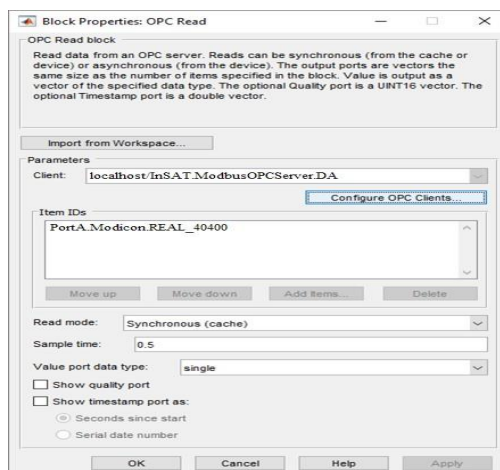 Block Properties: OPC Read
OPC Read block
Read data from an OPC server. Reads can be synchronous (from the cache or
device) or asynchronous (from the device). The output ports are vectors the
same size as the number of items specified in the block. Value is output as a
vector of the specified data type. The optional Quality port is a UINT16 vector. The
optional Timestamp port is a double vector.
Import from Workspace...
Parameters
Client: localhost/InSAT.ModbusOPCServer.DA
Configure OPC Clients...
Item IDs
PortA.Modicon.REAL_40400
Move up Move down Add Items... Delete
Read mode: Synchronous (cache)
Sample time: 0.5
Value port data type: single
Show quality port
Show timestamp port as:
Seconds since start
Serial date number
OK Cancel Help Apply